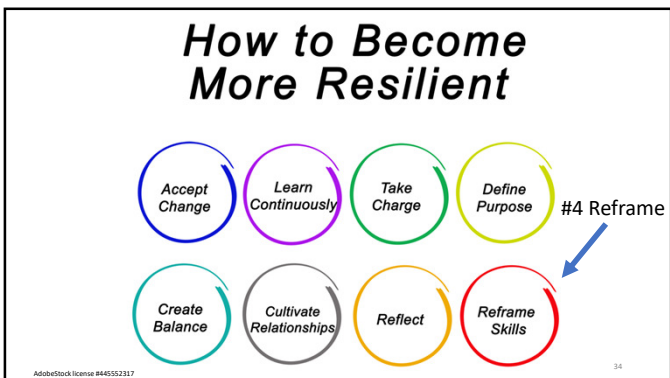 How to Become
More Resilient
Accept
Change
Learn
Continuously
Take
Charge
Define
Purpose
#4 Reframe
Create
Balance
Cultivate
Relationships
Reflect
Reframe
Skills
AdobeStock license #445552317
34